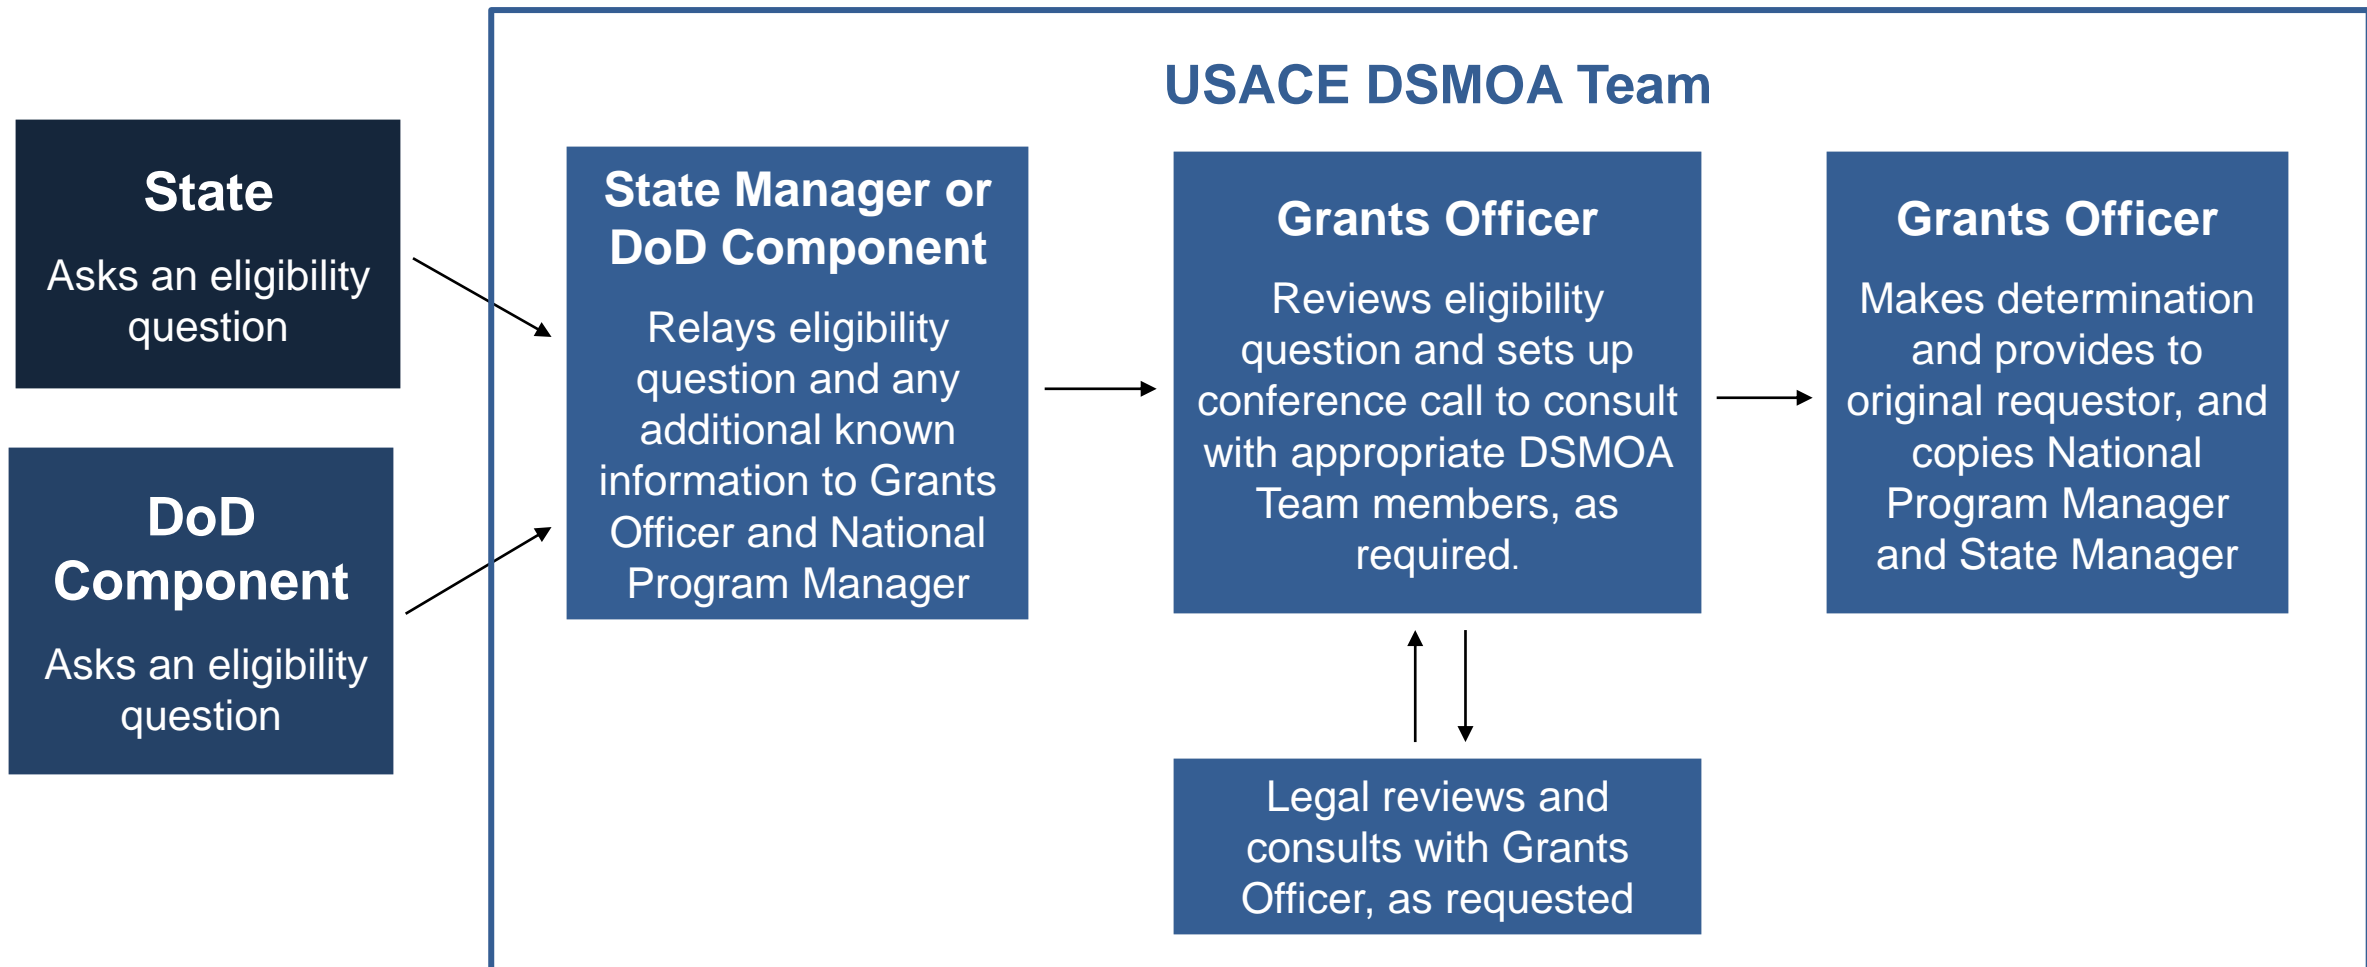 USACE DSMOA Team
State
Asks an eligibility
question
DoD
Component
Asks an eligibility
question
State Manager or
DoD Component
Relays eligibility
question and any
additional known
information to Grants
Officer and National
Program Manager
Grants Officer
Reviews eligibility
question and sets up
conference call to consult
with appropriate DSMOA
Team members, as
required.
Legal reviews and
consults with Grants
Officer, as requested
Grants Officer
Makes determination
and provides to
original requestor, and
copies National
Program Manager
and State Manager